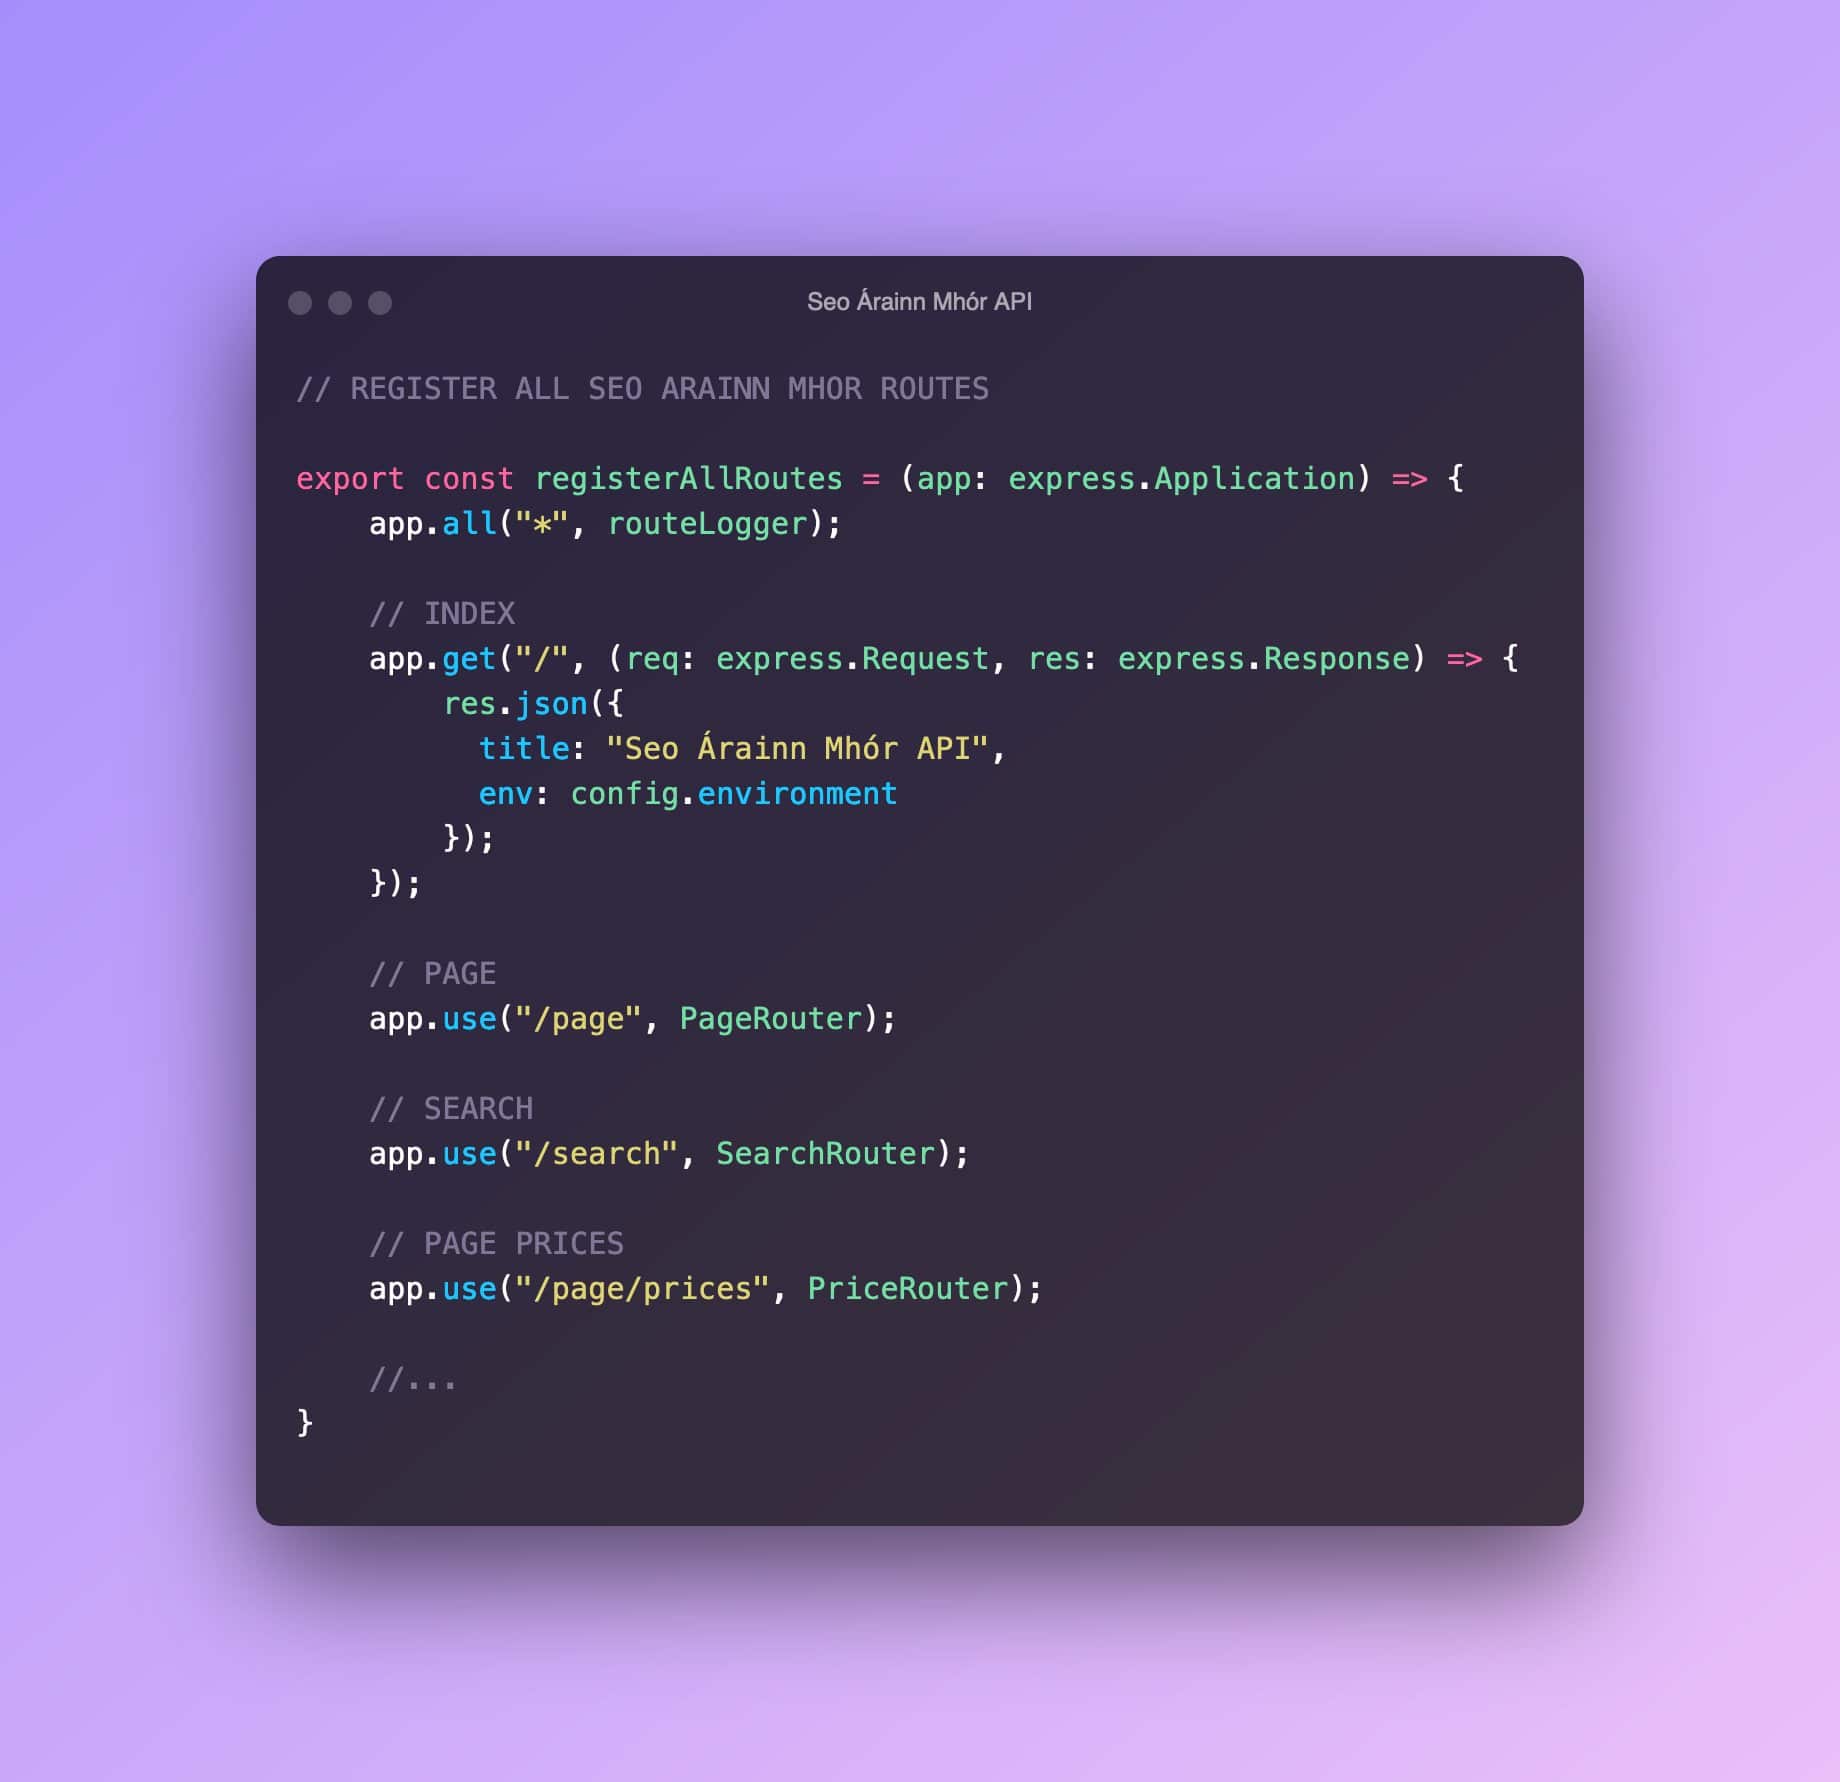 Seo Árainn Mhór API
// REGISTER ALL SEO ARAINN MHOR ROUTES
export const registerAllRoutes = (app: express.Application) => {
    app.all("*", routeLogger);
    // INDEX
    app.get("/", (req: express.Request, res: express.Response) => {
        res.json({
          title: "Seo Árainn Mhór API",
          env: config.environment
        });
    });
    // PAGE
    app.use("/page", PageRouter);
    // SEARCH
    app.use("/search", SearchRouter);
    // PAGE PRICES
    app.use("/page/prices", PriceRouter);
    //...
}